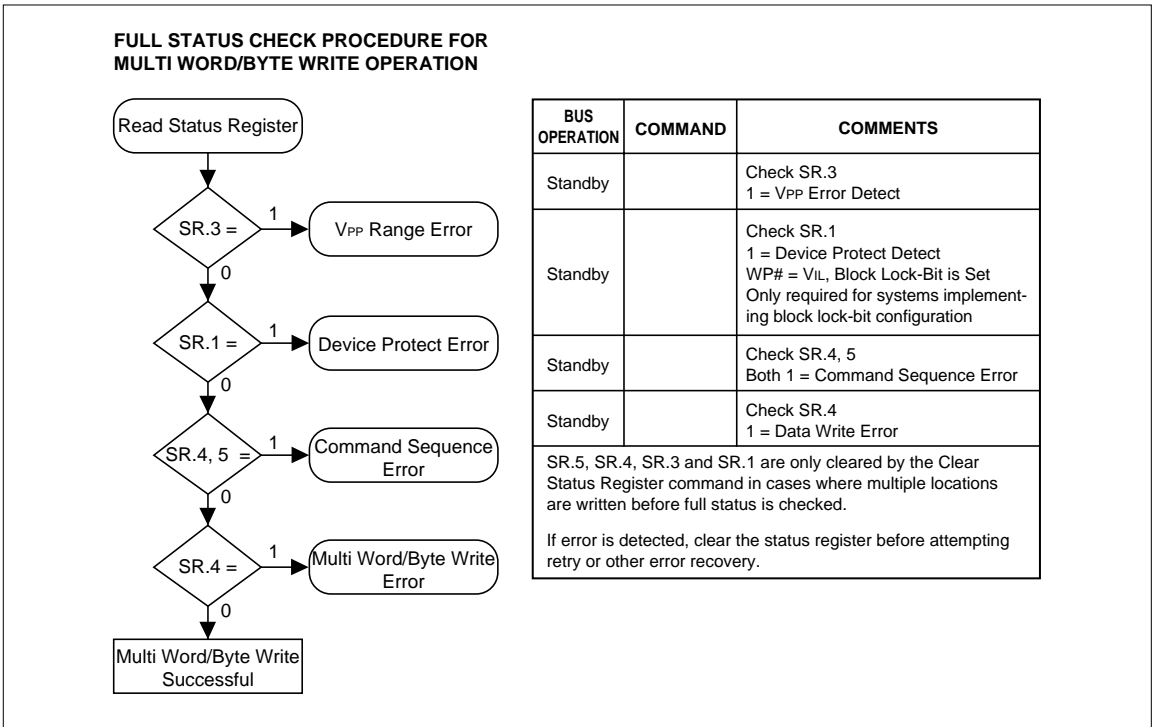 FULL STATUS CHECK PROCEDURE FOR
MULTI WORD/BYTE WRITE OPERATION
Read Status Register
SR.3 =
1
VPP Range Error
0
SR.1 =
1
Device Protect Error
0
SR.4, 5 =
1
Command Sequence
Error
0
SR.4 =
1
Multi Word/Byte Write
Error
0
Multi Word/Byte Write
Successful
BUS
OPERATION
COMMAND
COMMENTS
Standby
Check SR.3
1 = VPP Error Detect
Standby
Check SR.1
1 = Device Protect Detect
WP# = VIL, Block Lock-Bit is Set
Only required for systems implement-
ing block lock-bit configuration
Standby
Check SR.4, 5
Both 1 = Command Sequence Error
Standby
Check SR.4
1 = Data Write Error
SR.5, SR.4, SR.3 and SR.1 are only cleared by the Clear
Status Register command in cases where multiple locations
are written before full status is checked.
If error is detected, clear the status register before attempting
retry or other error recovery.